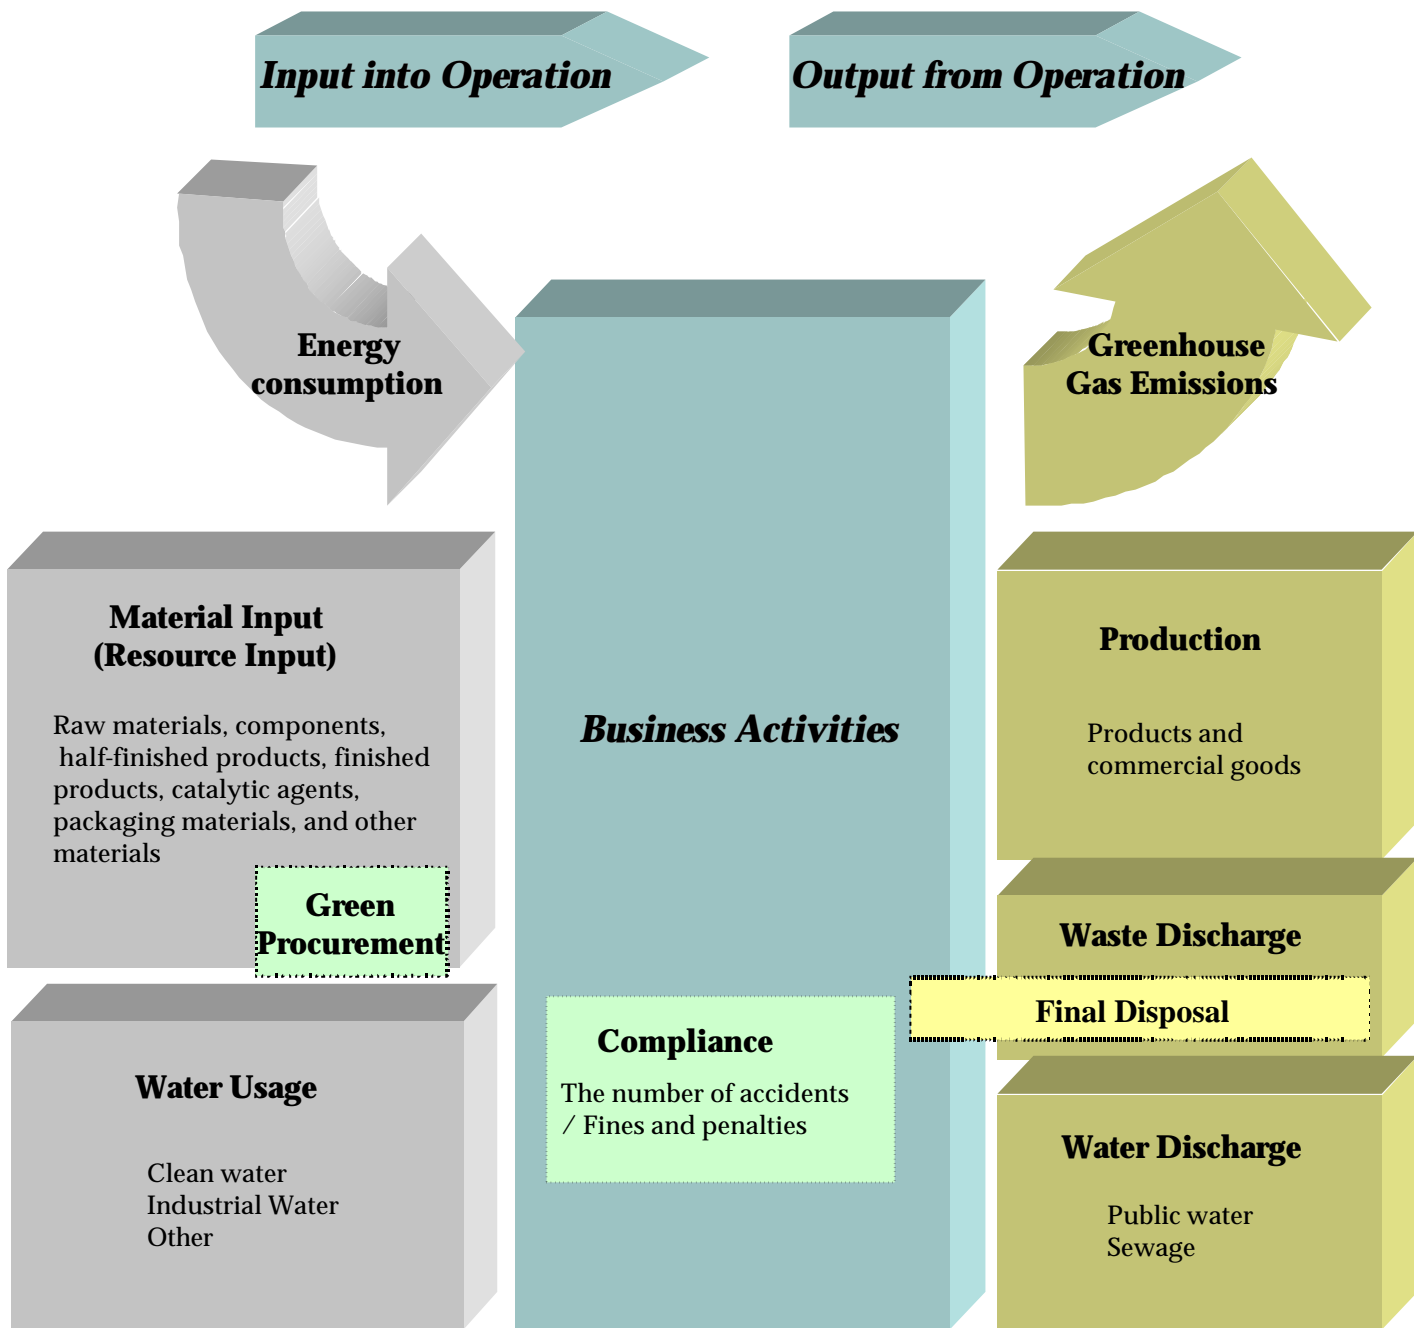 Input into Operation
Output from Operation
Energy
consumption
Greenhouse
Gas Emissions
Material Input
(Resource Input)
Raw materials, components,
half-finished products, finished
products, catalytic agents,
packaging materials, and other
materials
Green
Procurement
Water Usage
Clean water
Industrial Water
Other
Business Activities
Compliance
The number of accidents
/ Fines and penalties
Production
Products and
commercial goods
Waste Discharge
Final Disposal
Water Discharge
Public water
Sewage